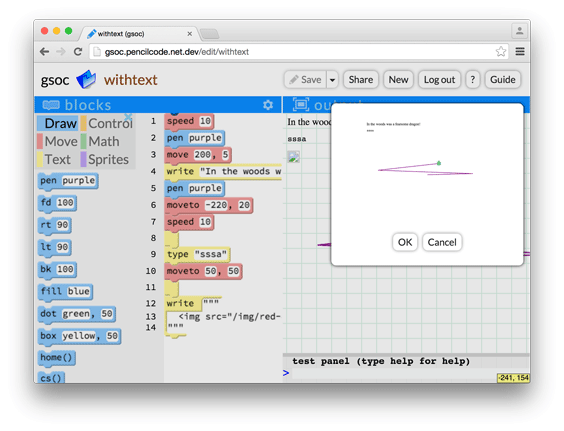 withtext (gsoc)
gsoc.pencilcode.net.dev/edit/withtext
gsoc withtext Save Share New Log out ? Guide
blocks
Draw Control
Move Math
Text Sprites
pen purple
fd 100
rt 90
lt 90
bk 100
fill blue
dot green, 50
box yellow, 50
home()
cs()
1 speed 10
2 pen purple
3 move 200, 5
4 write "In the woods w
5 pen purple
6 moveto -220, 20
7 speed 10
8
9 type "sssa"
10 moveto 50, 50
11
12 write """
13 <img src="/img/red-
14 """
output
In the woo
sssa
In the woods was a fearsome dragon!
sssa
OK Cancel
test panel (type help for help)
>
-241, 154